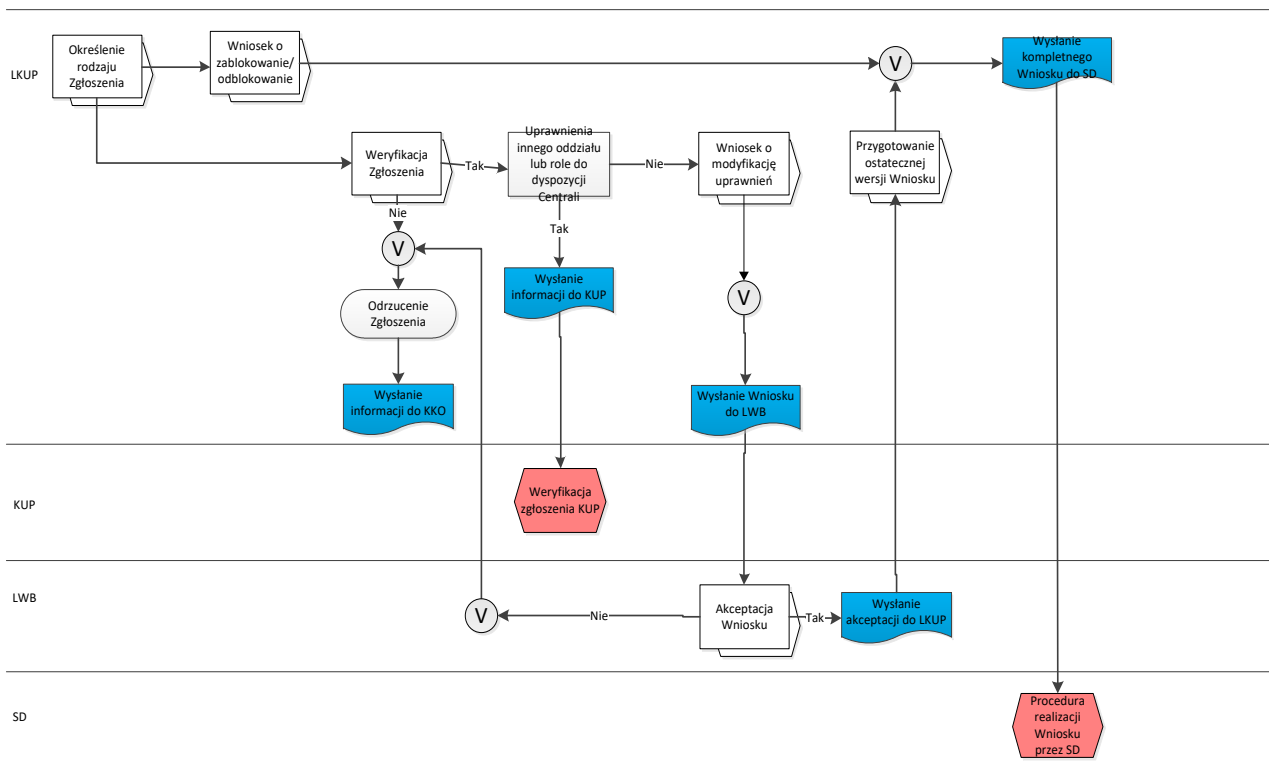 LKUP
Określenie
rodzaju
Zgłoszenia
Wniosek o
zablokowanie/
odblokowanie
V
Wysłanie
kompletnego
Wniosku do SD
Weryfikacja
Zgłoszenia
Tak
Uprawnienia
innego oddziału
lub role do
dyspozycji
Centrali
Nie
Wniosek o
modyfikację
uprawnień
Przygotowanie
ostatecznej
wersji Wniosku
Nie
Tak
V
Odrzucenie
Zgłoszenia
Wysłanie
informacji do KUP
V
Wysłanie
informacji do KKO
Wysłanie Wniosku
do LWB
KUP
Weryfikacja
zgłoszenia KUP
LWB
V
Nie
Akceptacja
Wniosku
Tak
Wysłanie
akceptacji do LKUP
SD
Procedura
realizacji
Wniosku
przez SD